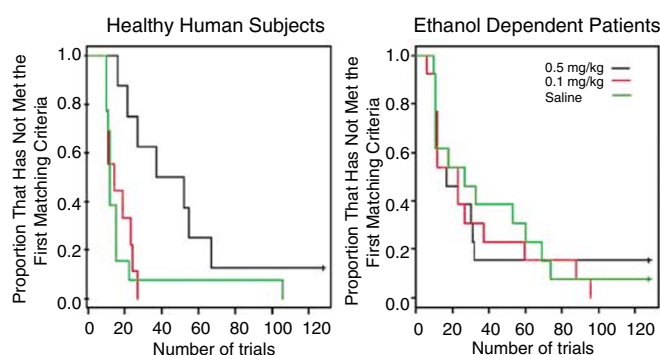 Healthy Human Subjects
Proportion That Has Not Met the
First Matching Criteria
1.0
0.8
0.6
0.4
0.2
0.0
0 20 40 60 80 100 120
Number of trials
Ethanol Dependent Patients
Proportion That Has Not Met the
First Matching Criteria
1.0
0.8
0.6
0.4
0.2
0.0
0.5 mg/kg
0.1 mg/kg
Saline
0 20 40 60 80 100 120
Number of trials